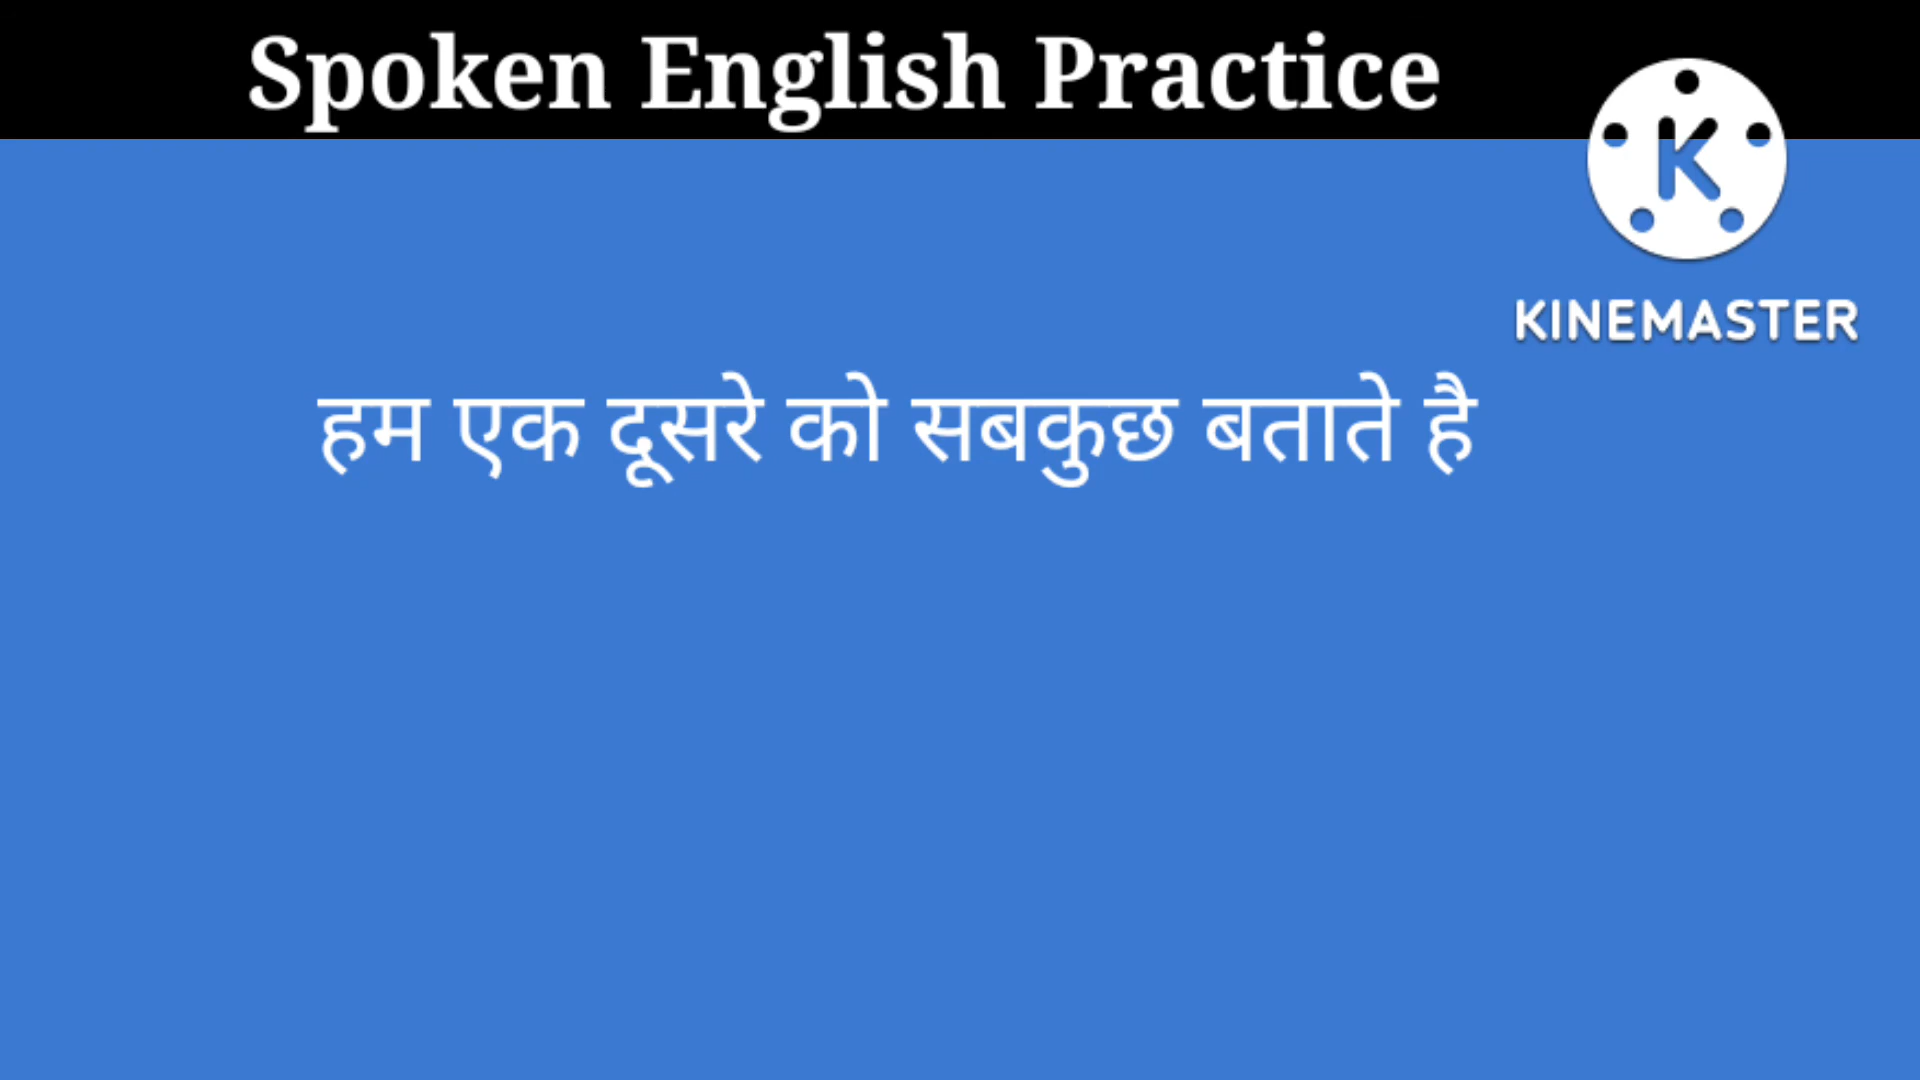 Spoken English Practice
KINEMASTER
हम एक दूसरे को सबकुछ बताते है